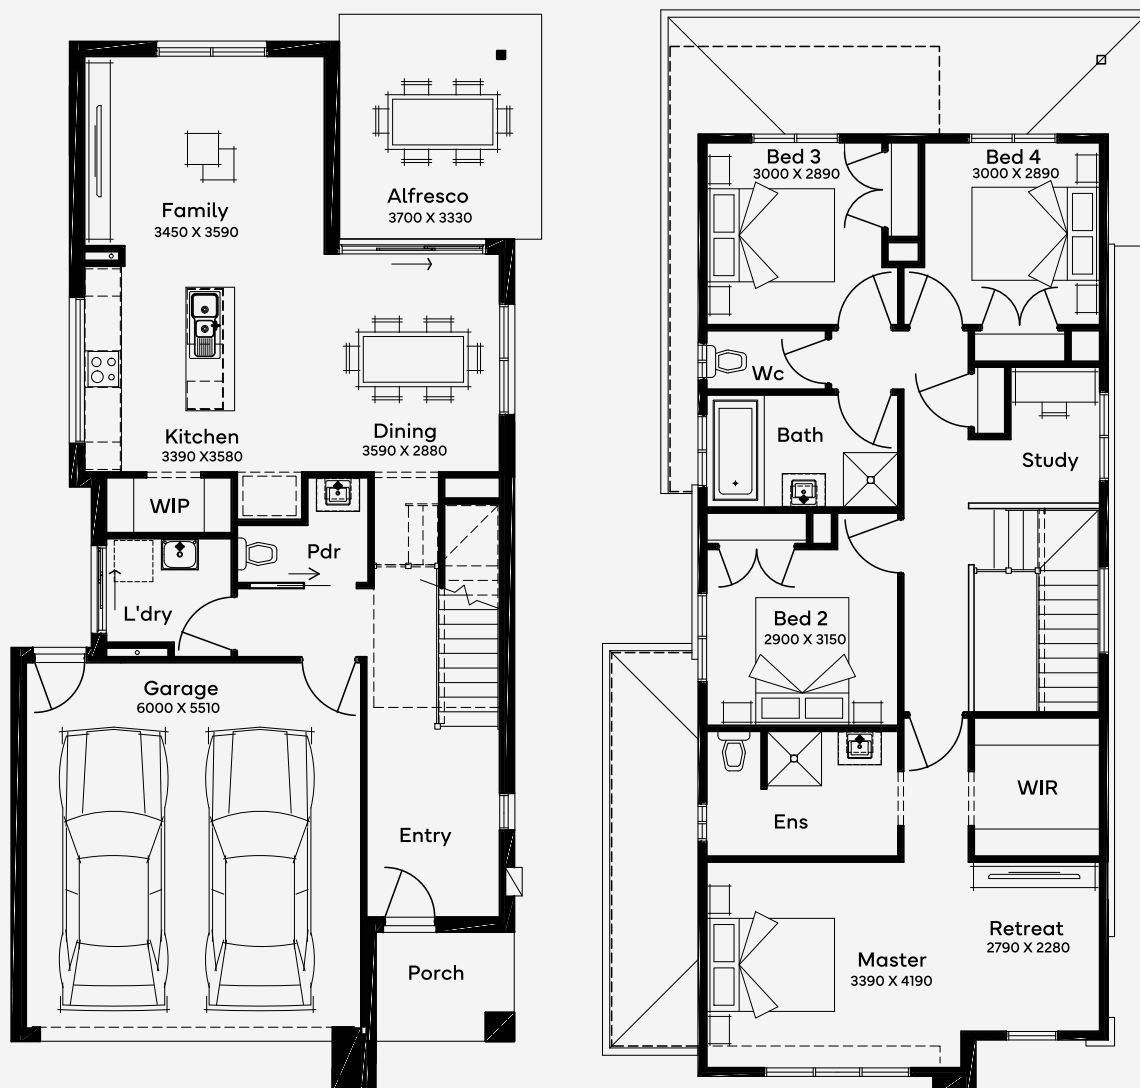 Family
3450 X 3590
Alfresco
3700 X 3330
Kitchen
3390 X3580
Dining
3590 X 2880
WIP
Pdr
L'dry
Garage
6000 X 5510
Entry
Porch
Bed 3
3000 X 2890
Bed 4
3000 X 2890
Wc
Bath
Study
Bed 2
2900 X 3150
WIR
Ens
Retreat
2790 X 2280
Master
3390 X 4190